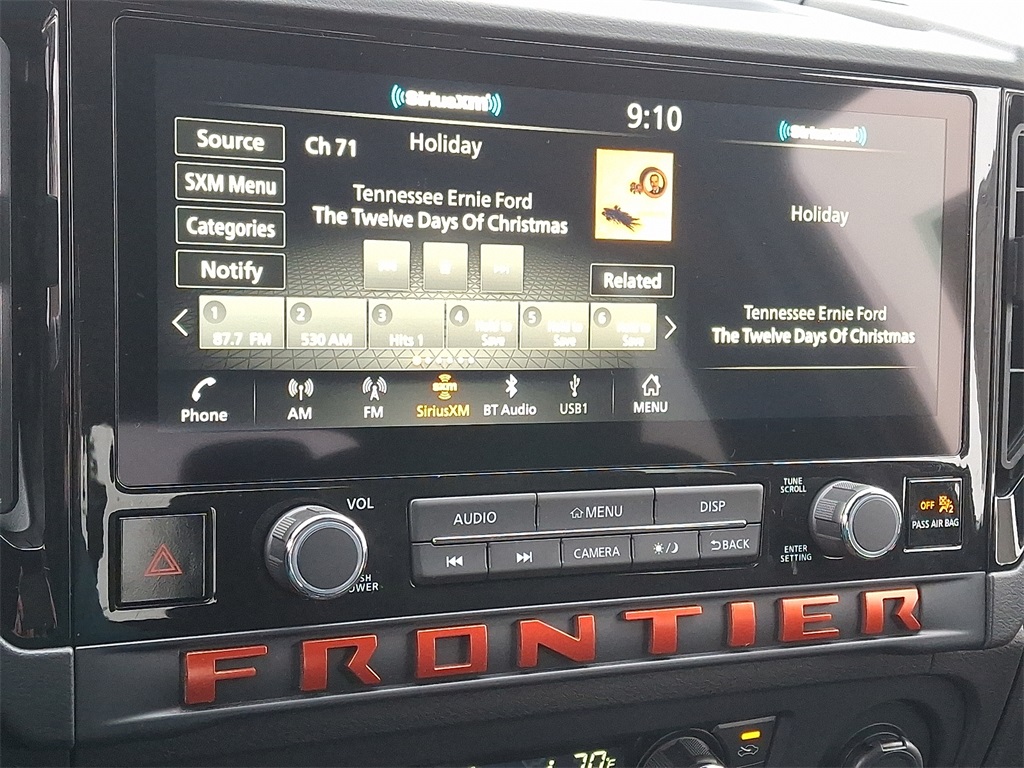 SiriusXM
9:10
SiriusXM
Source
Ch 71
Holiday
SXM Menu
Tennessee Ernie Ford
The Twelve Days Of Christmas
Categories
Notify
Related
Holiday
Tennessee Ernie Ford
The Twelve Days Of Christmas
1 2 3 4 5 6
87.7 FM
530 AM
Hits 1
Hold to Save
Hold to Save
Hold to Save
Phone
AM
FM
SXM
SiriusXM
BT Audio
USB1
MENU
VOL
AUDIO
MENU
DISP
TUNE
SCROLL
OFF 2
PASS AIR BAG
CAMERA
BACK
ENTER
SETTING
FRONTIER
70°F